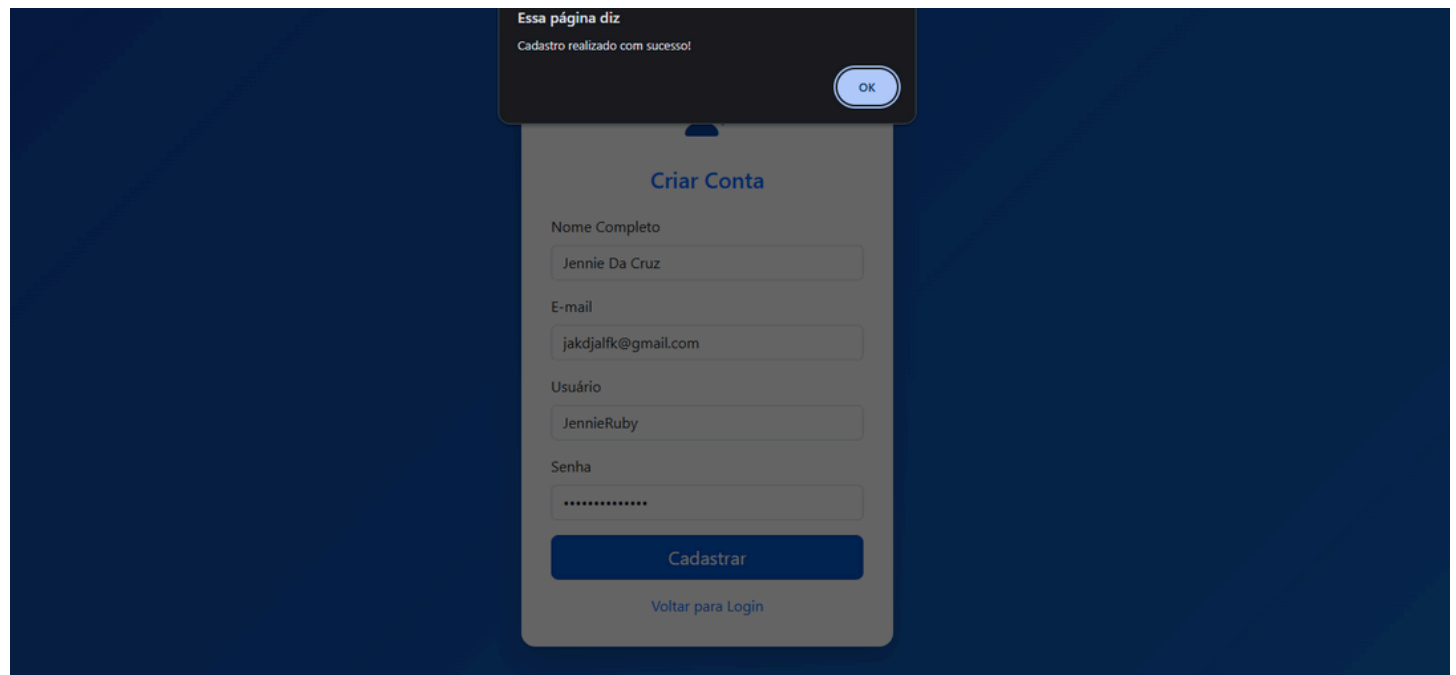 Essa página diz
Cadastro realizado com sucesso!
OK
Criar Conta
Nome Completo
Jennie Da Cruz
E-mail
jakdjalfk@gmail.com
Usuário
JennieRuby
Senha
••••••••••••••
Cadastrar
Voltar para Login